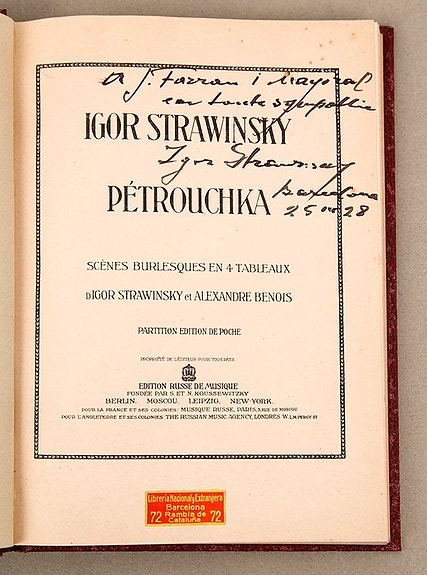 A J. Farran i Mayoral
en toute sympathie
IGOR STRAWINSKY
Igor Strawinsky
PÉTROUCHKA
Barcelona
25 28
SCÈNES BURLESQUES EN 4 TABLEAUX
D'IGOR STRAWINSKY et ALEXANDRE BENOIS
PARTITION EDITION DE POCHE
PROPRIÉTÉ DE L'ÉDITEUR POUR TOUS PAYS
EDITION RUSSE DE MUSIQUE
FONDÉE PAR S. ET N. KOUSSEWITZKY
BERLIN, MOSCOU, LEIPZIG, NEW-YORK.
POUR LA FRANCE ET SES COLONIES: MUSIQUE RUSSE, PARIS, 3, RUE DE MOSCOU
POUR L'ANGLETERRE ET SES COLONIES: THE RUSSIAN MUSIC AGENCY, LONDRES W.
Librería Nacional y Extranjera
Barcelona
72 Rambla de 72
Cataluña